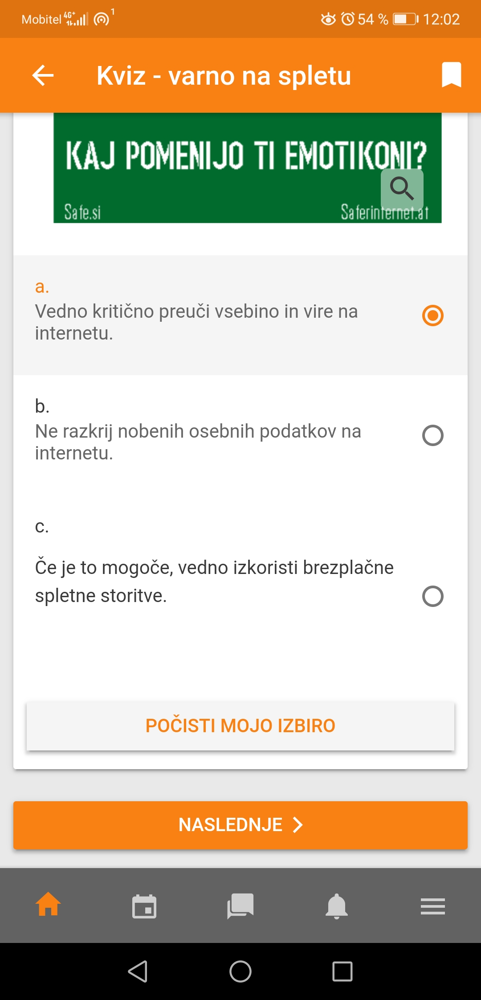 Mobitel 4G+ 1 54 % 12:02
Kviz - varno na spletu
KAJ POMENIJO TI EMOTIKONI?
Safe.si Saferinternet.at
a.
Vedno kritično preuči vsebino in vire na
internetu.
b.
Ne razkrij nobenih osebnih podatkov na
internetu.
c.
Če je to mogoče, vedno izkoristi brezplačne
spletne storitve.
POČISTI MOJO IZBIRO
NASLEDNJE